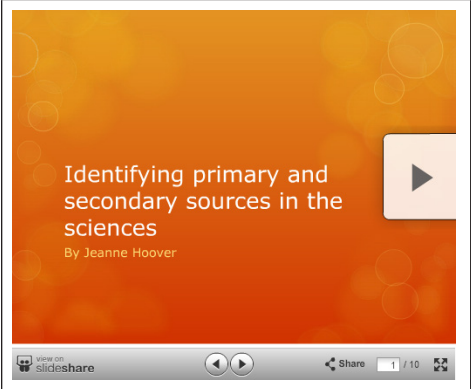 Identifying primary and
secondary sources in the
sciences
By Jeanne Hoover
view on
slideshare
Share
1 / 10